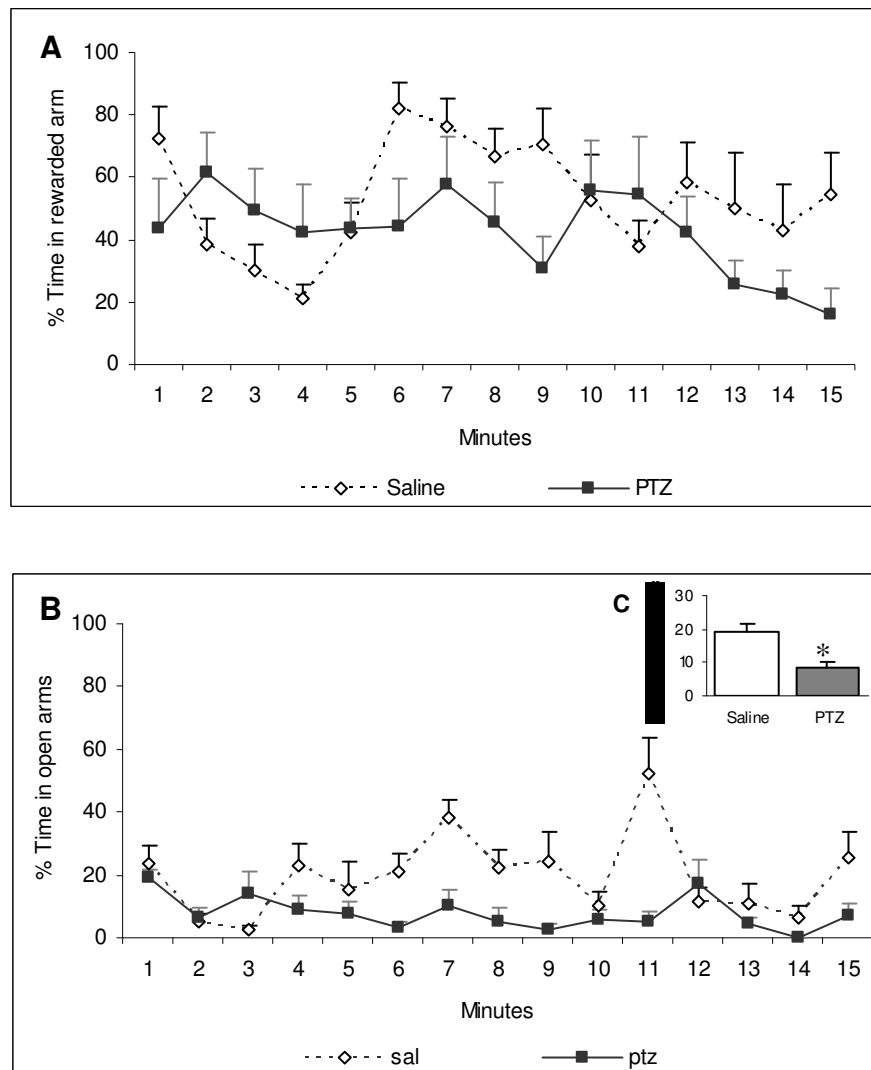 A
% Time in rewarded arm
100
80
60
40
20
0
1 2 3 4 5 6 7 8 9 10 11 12 13 14 15
Minutes
Saline PTZ
B
% Time in open arms
100
80
60
40
20
0
1 2 3 4 5 6 7 8 9 10 11 12 13 14 15
Minutes
sal ptz
C
30
20
10
0
*
Saline PTZ